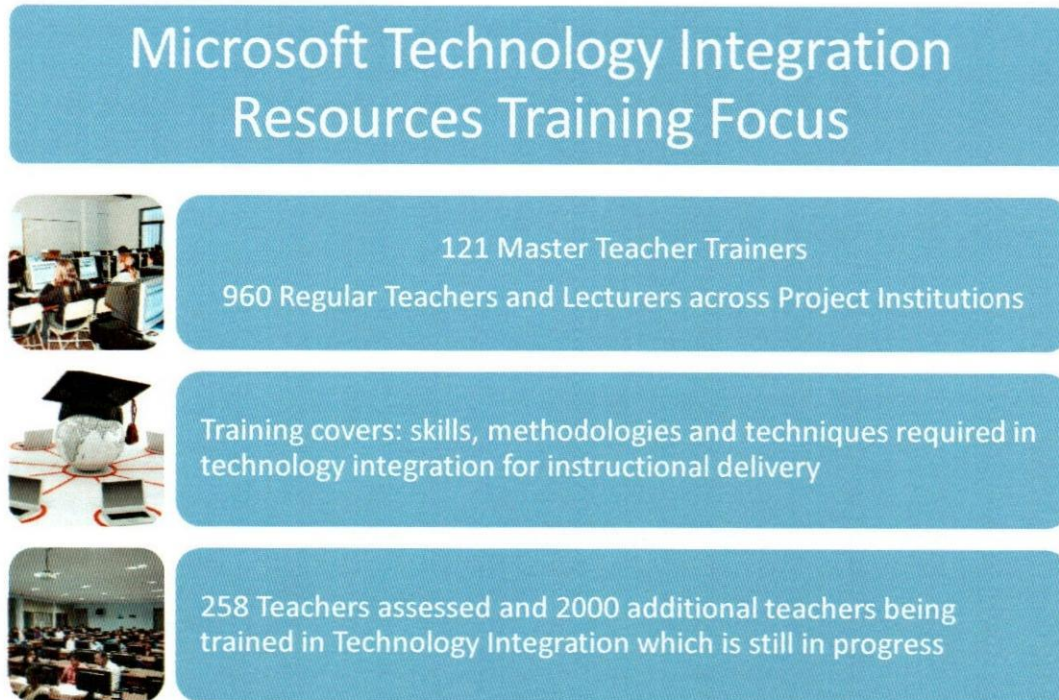 Microsoft Technology Integration
Resources Training Focus
121 Master Teacher Trainers
960 Regular Teachers and Lecturers across Project Institutions
Training covers: skills, methodologies and techniques required in
technology integration for instructional delivery
258 Teachers assessed and 2000 additional teachers being
trained in Technology Integration which is still in progress